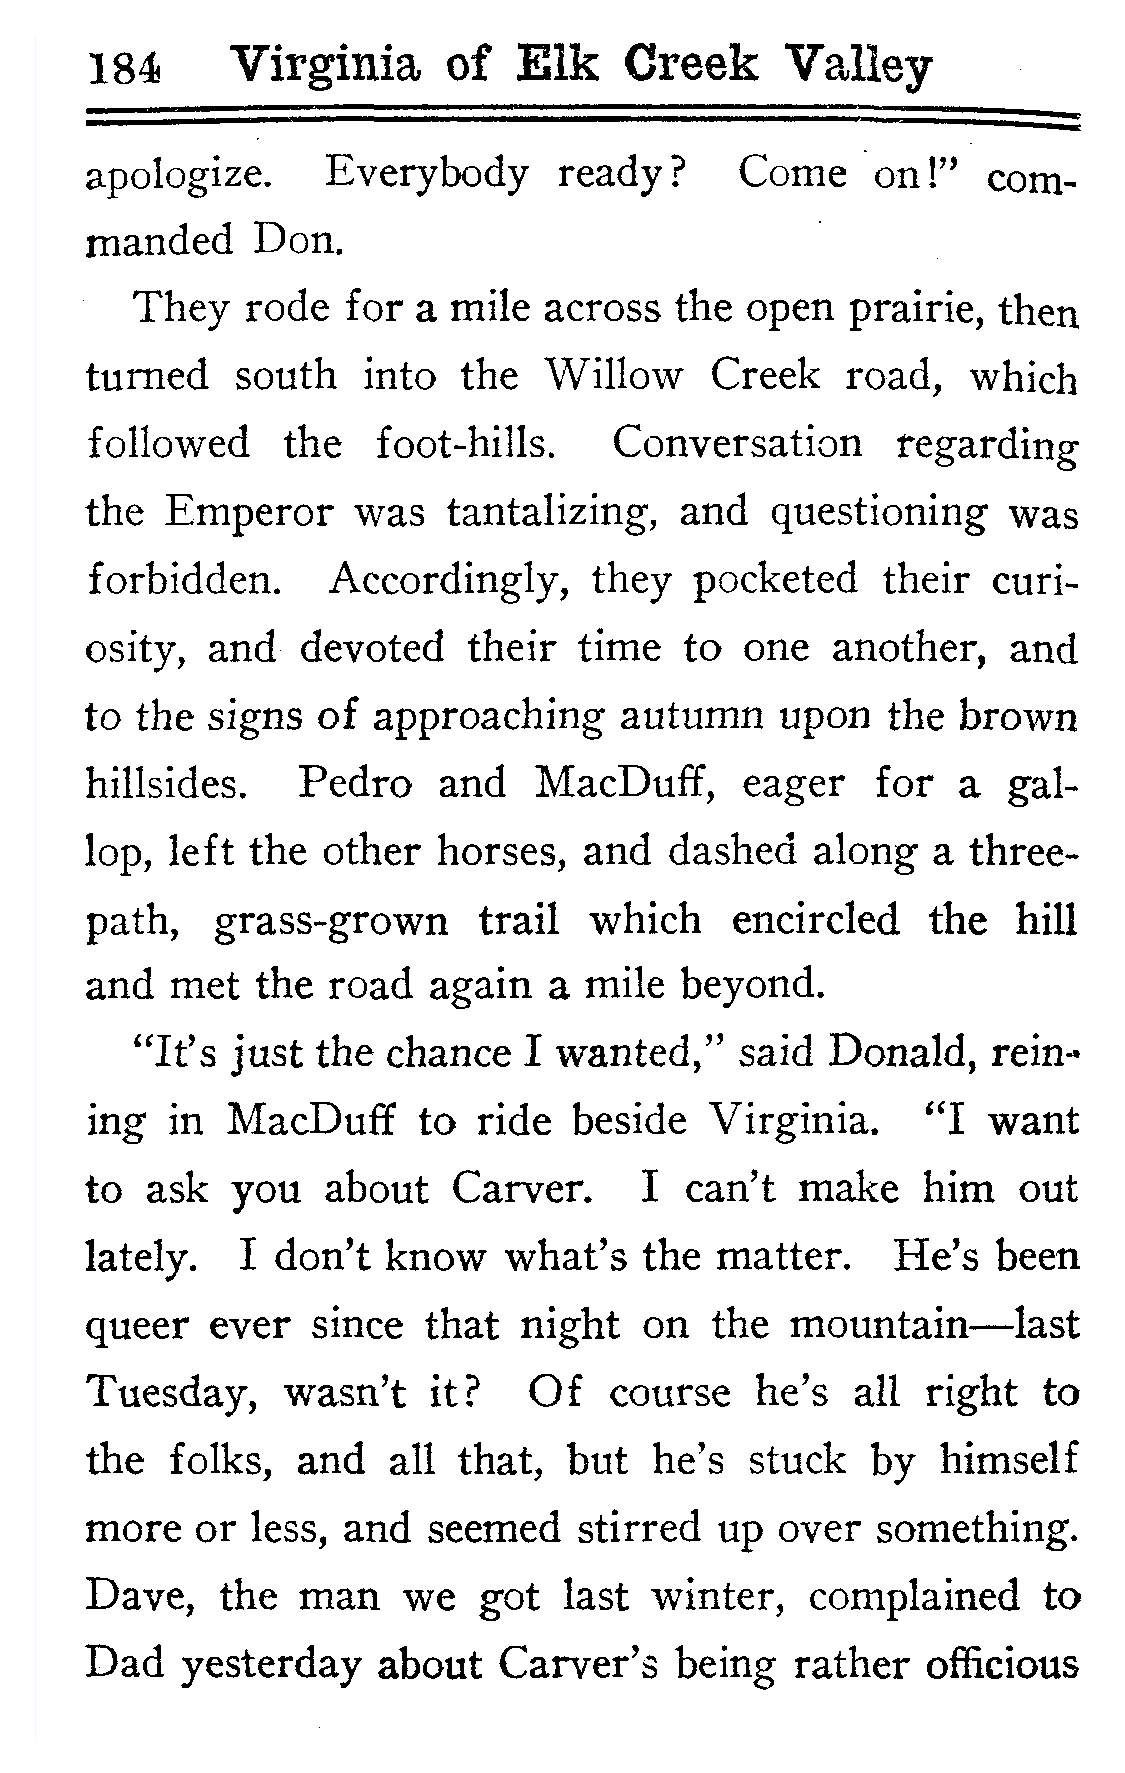 184 Virginia of Elk Creek Valley
apologize. Everybody ready? Come on!” com-
manded Don.
They rode for a mile across the open prairie, then
turned south into the Willow Creek road, which
followed the foot-hills. Conversation regarding
the Emperor was tantalizing, and questioning was
forbidden. Accordingly, they pocketed their curi-
osity, and devoted their time to one another, and
to the signs of approaching autumn upon the brown
hillsides. Pedro and MacDuff, eager for a gal-
lop, left the other horses, and dashed along a three-
path, grass-grown trail which encircled the hill
and met the road again a mile beyond.
“It’s just the chance I wanted,” said Donald, rein-
ing in MacDuff to ride beside Virginia. “I want
to ask you about Carver. I can’t make him out
lately. I don’t know what’s the matter. He’s been
queer ever since that night on the mountain—last
Tuesday, wasn’t it? Of course he’s all right to
the folks, and all that, but he’s stuck by himself
more or less, and seemed stirred up over something.
Dave, the man we got last winter, complained to
Dad yesterday about Carver’s being rather officious